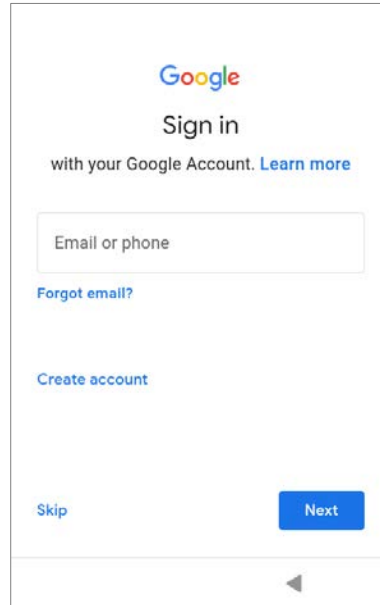 Google
Sign in
with your Google Account. Learn more
Email or phone
Forgot email?
Create account
Skip
Next